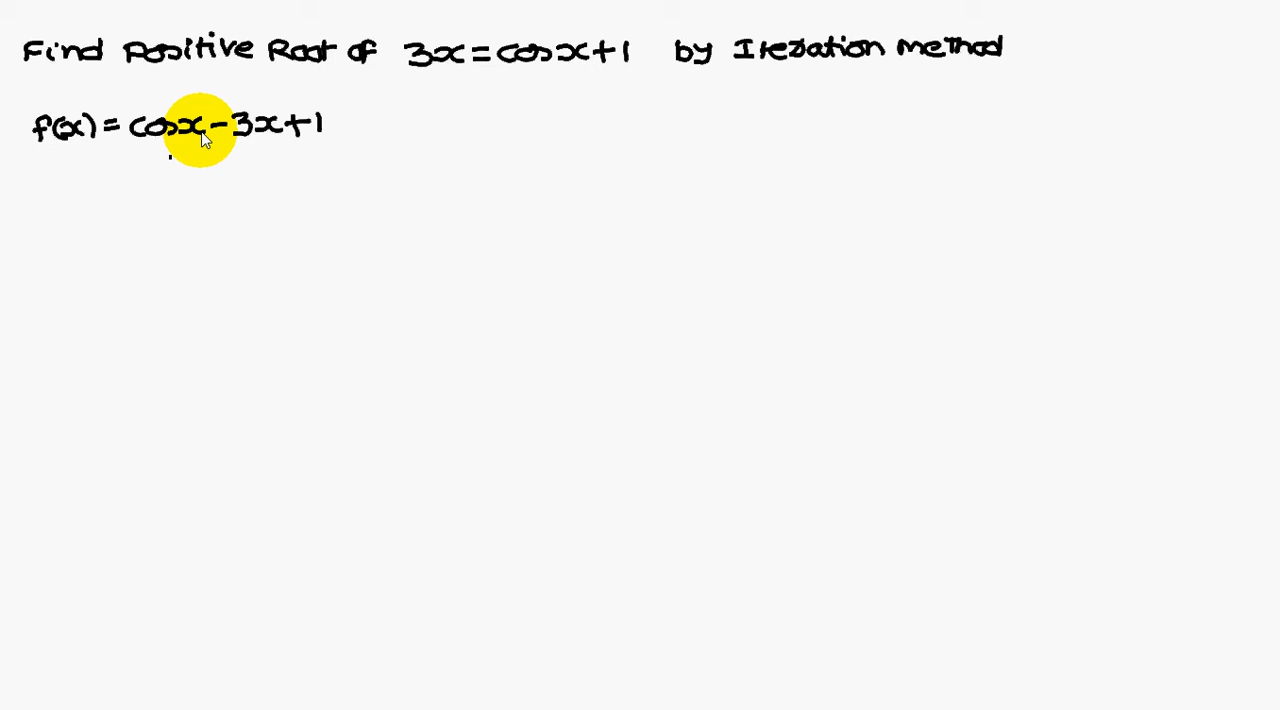 Find Positive Root of 3x=cosx+1 by Iteration method
f(x)=cosx-3x+1